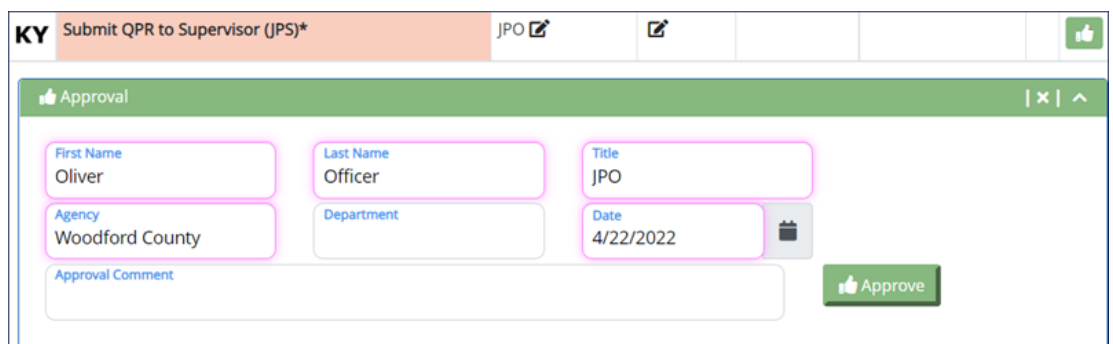 KY Submit QPR to Supervisor (JPS)* JPO
Approval | × |
First Name Last Name Title
Oliver Officer JPO
Agency Department Date
Woodford County 4/22/2022
Approval Comment
Approve